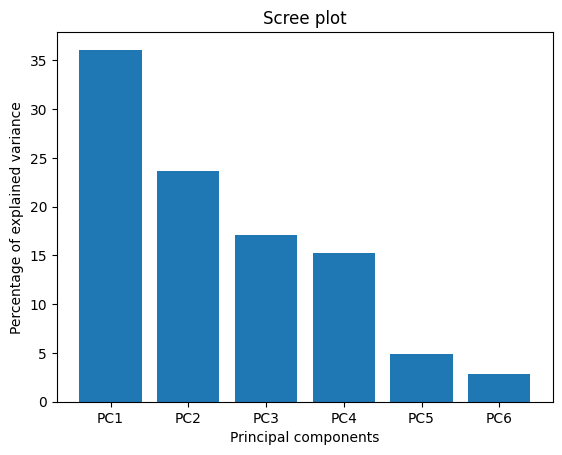 Scree plot
Percentage of explained variance
35
30
25
20
15
10
5
0
PC1 PC2 PC3 PC4 PC5 PC6
Principal components